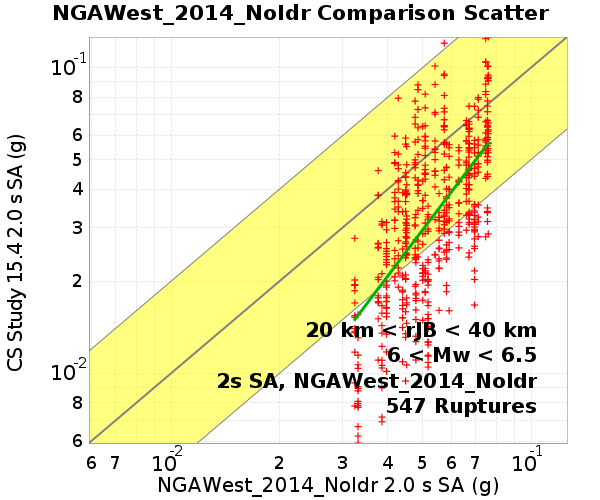 NGAWest_2014_NoIdr Comparison Scatter
CS Study 15.4 2.0 s SA (g)
10⁻¹
8
6
5
4
3
2
10⁻²
8
6
20 km < rJB < 40 km
6 < Mw < 6.5
2s SA, NGAWest_2014_NoIdr
547 Ruptures
6 7 10⁻² 2 3 4 5 6 7 8 10⁻¹
NGAWest_2014_NoIdr 2.0 s SA (g)